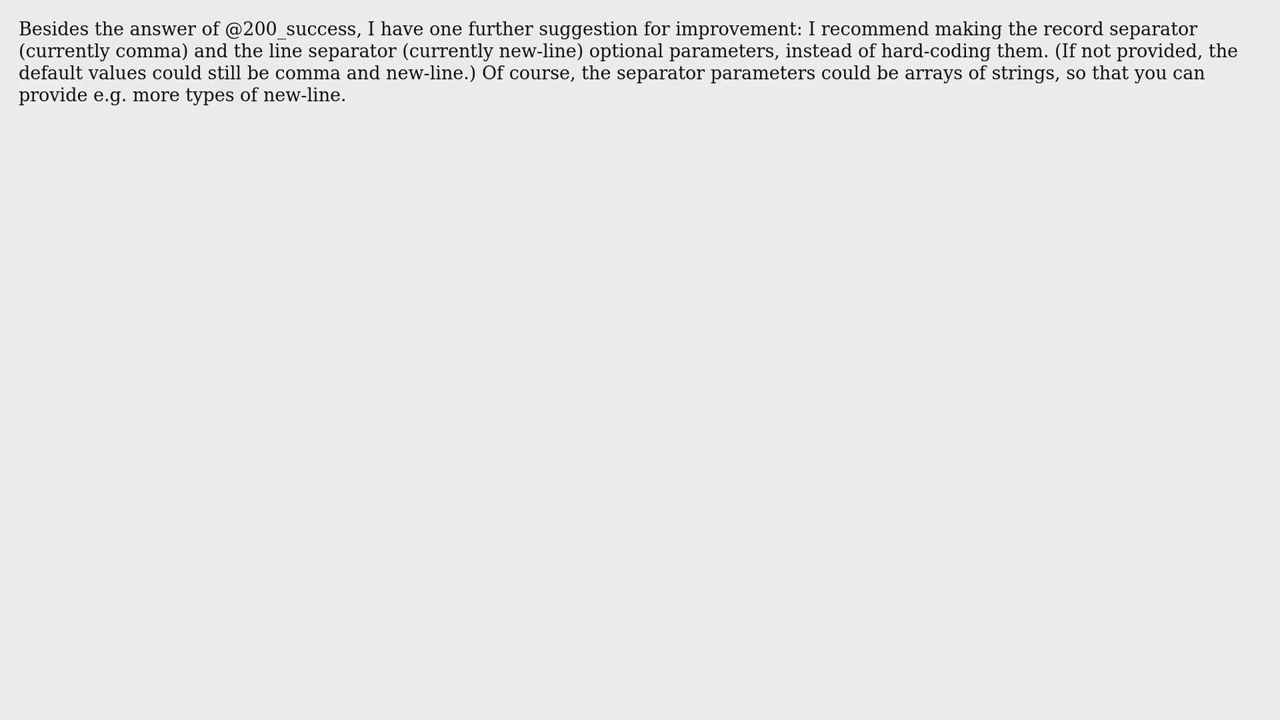 Besides the answer of @200_success, I have one further suggestion for improvement: I recommend making the record separator
(currently comma) and the line separator (currently new-line) optional parameters, instead of hard-coding them. (If not provided, the
default values could still be comma and new-line.) Of course, the separator parameters could be arrays of strings, so that you can
provide e.g. more types of new-line.